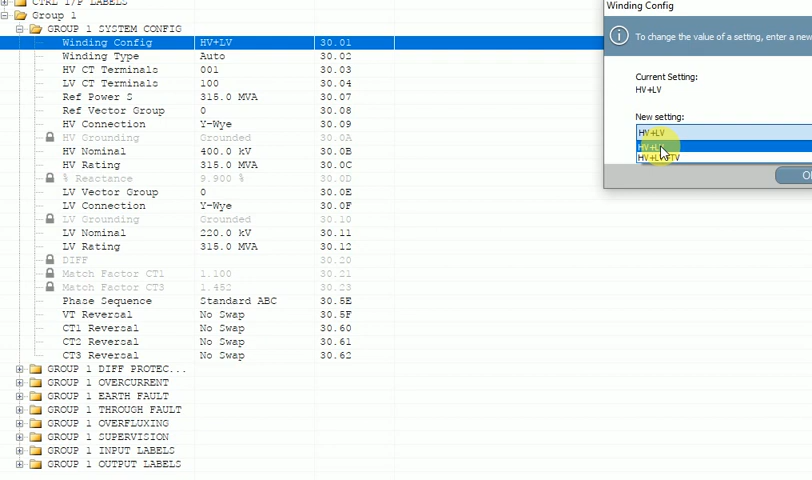 CTRL I/P LABELS
Group 1
GROUP 1 SYSTEM CONFIG
Winding Config HV+LV 30.01
Winding Type Auto 30.02
HV CT Terminals 001 30.03
LV CT Terminals 100 30.04
Ref Power S 315.0 MVA 30.07
Ref Vector Group 0 30.08
HV Connection Y-Wye 30.09
HV Grounding Grounded 30.0A
HV Nominal 400.0 kV 30.0B
HV Rating 315.0 MVA 30.0C
% Reactance 9.900 % 30.0D
LV Vector Group 0 30.0E
LV Connection Y-Wye 30.0F
LV Grounding Grounded 30.10
LV Nominal 220.0 kV 30.11
LV Rating 315.0 MVA 30.12
DIFF 30.20
Match Factor CT1 1.100 30.21
Match Factor CT3 1.452 30.23
Phase Sequence Standard ABC 30.5E
VT Reversal No Swap 30.5F
CT1 Reversal No Swap 30.60
CT2 Reversal No Swap 30.61
CT3 Reversal No Swap 30.62
GROUP 1 DIFF PROTEC...
GROUP 1 OVERCURRENT
GROUP 1 EARTH FAULT
GROUP 1 THROUGH FAULT
GROUP 1 OVERFLUXING
GROUP 1 SUPERVISION
GROUP 1 INPUT LABELS
GROUP 1 OUTPUT LABELS
Winding Config
To change the value of a setting, enter a new
Current Setting:
HV+LV
New setting:
HV+LV